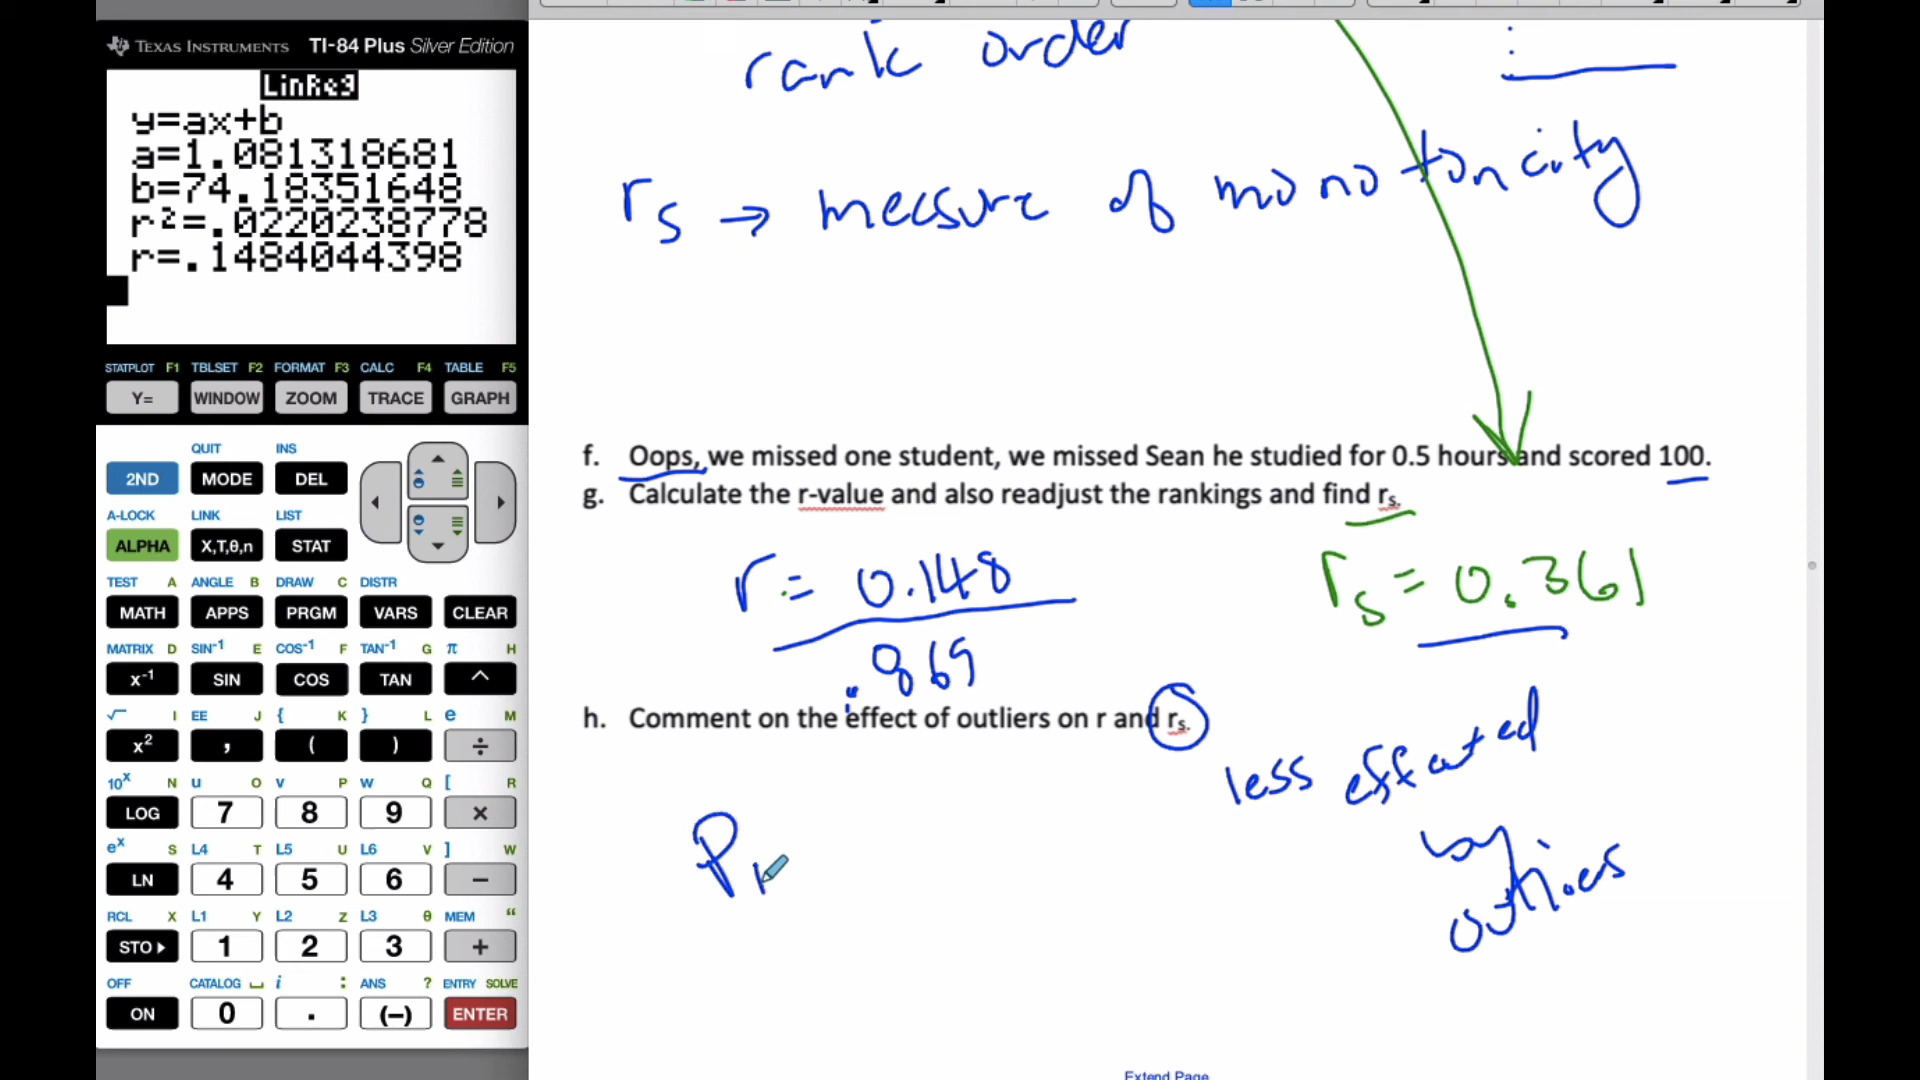 TEXAS INSTRUMENTS TI-84 Plus Silver Edition
LinReg
y=ax+b
a=1.081318681
b=74.18351648
r²=.0220238778
r=.1484044398
STATPLOT F1 TBLSET F2 FORMAT F3 CALC F4 TABLE F5
Y= WINDOW ZOOM TRACE GRAPH
QUIT INS
2ND MODE DEL
A-LOCK LINK LIST
ALPHA X,T,θ,n STAT
TEST A ANGLE B DRAW C DISTR
MATH APPS PRGM VARS CLEAR
MATRIX D SIN⁻¹ E COS⁻¹ F TAN⁻¹ G π H
x⁻¹ SIN COS TAN ^
√ I EE J { K } L e M
x² , ( ) ÷
10ˣ N u O v P w Q [ R
LOG 7 8 9 ×
eˣ S L4 T L5 U L6 V ] W
LN 4 5 6 −
RCL X L1 Y L2 Z L3 θ MEM “
STO▸ 1 2 3 +
OFF CATALOG ⎵ i : ANS ? ENTRY SOLVE
ON 0 . (−) ENTER
rank order
rₛ → measure of monotoncity
f. Oops, we missed one student, we missed Sean he studied for 0.5 hours and scored 100.
g. Calculate the r-value and also readjust the rankings and find rₛ.
r = 0.148
rₛ = 0.361
.869
h. Comment on the effect of outliers on r and rₛ.
less effected
by
outliers
Extend Page